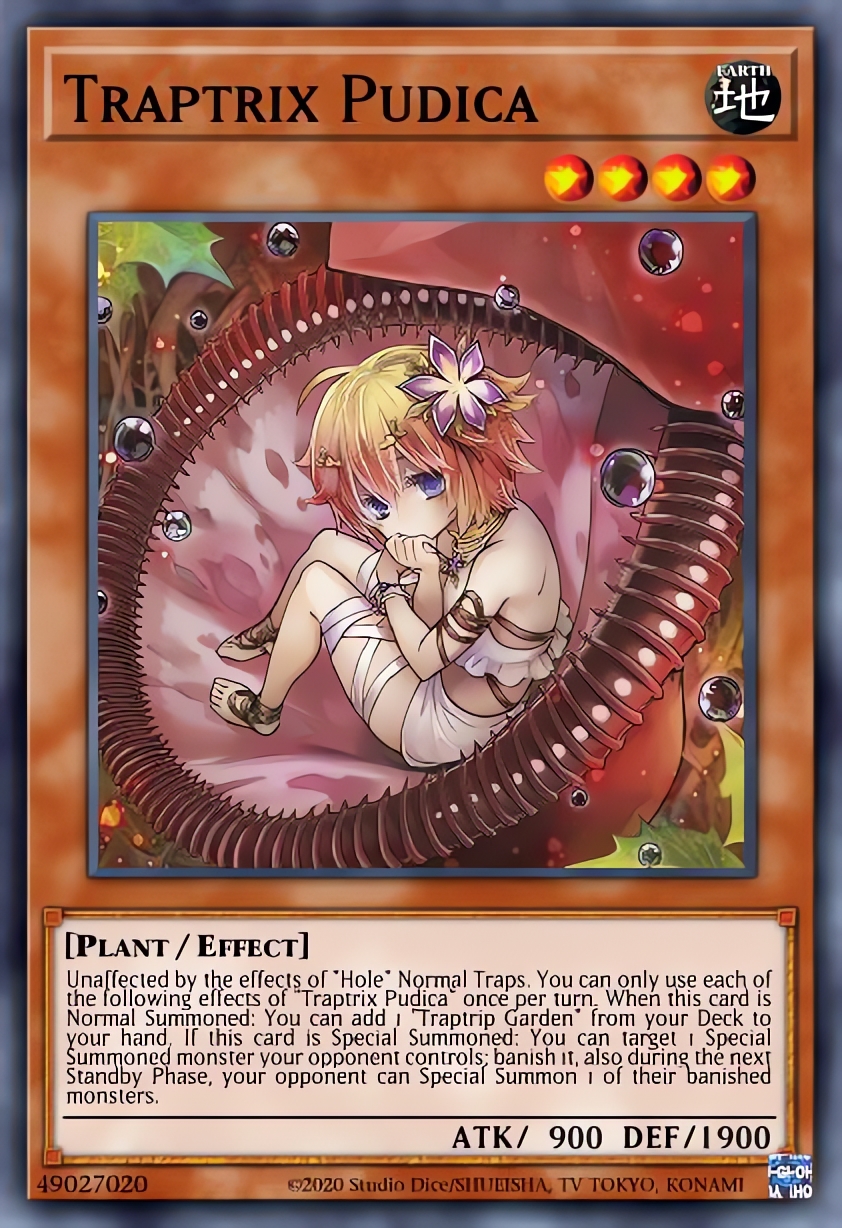 TRAPTRIX PUDICA
EARTH
地
[PLANT / EFFECT]
Unaffected by the effects of "Hole" Normal Traps. You can only use each of
the following effects of "Traptrix Pudica" once per turn. When this card is
Normal Summoned: You can add 1 "Traptrip Garden" from your Deck to
your hand. If this card is Special Summoned: You can target 1 Special
Summoned monster your opponent controls; banish it, also during the next
Standby Phase, your opponent can Special Summon 1 of their banished
monsters.
ATK/ 900 DEF/1900
49027020 ©2020 Studio Dice/SHUEISHA, TV TOKYO, KONAMI